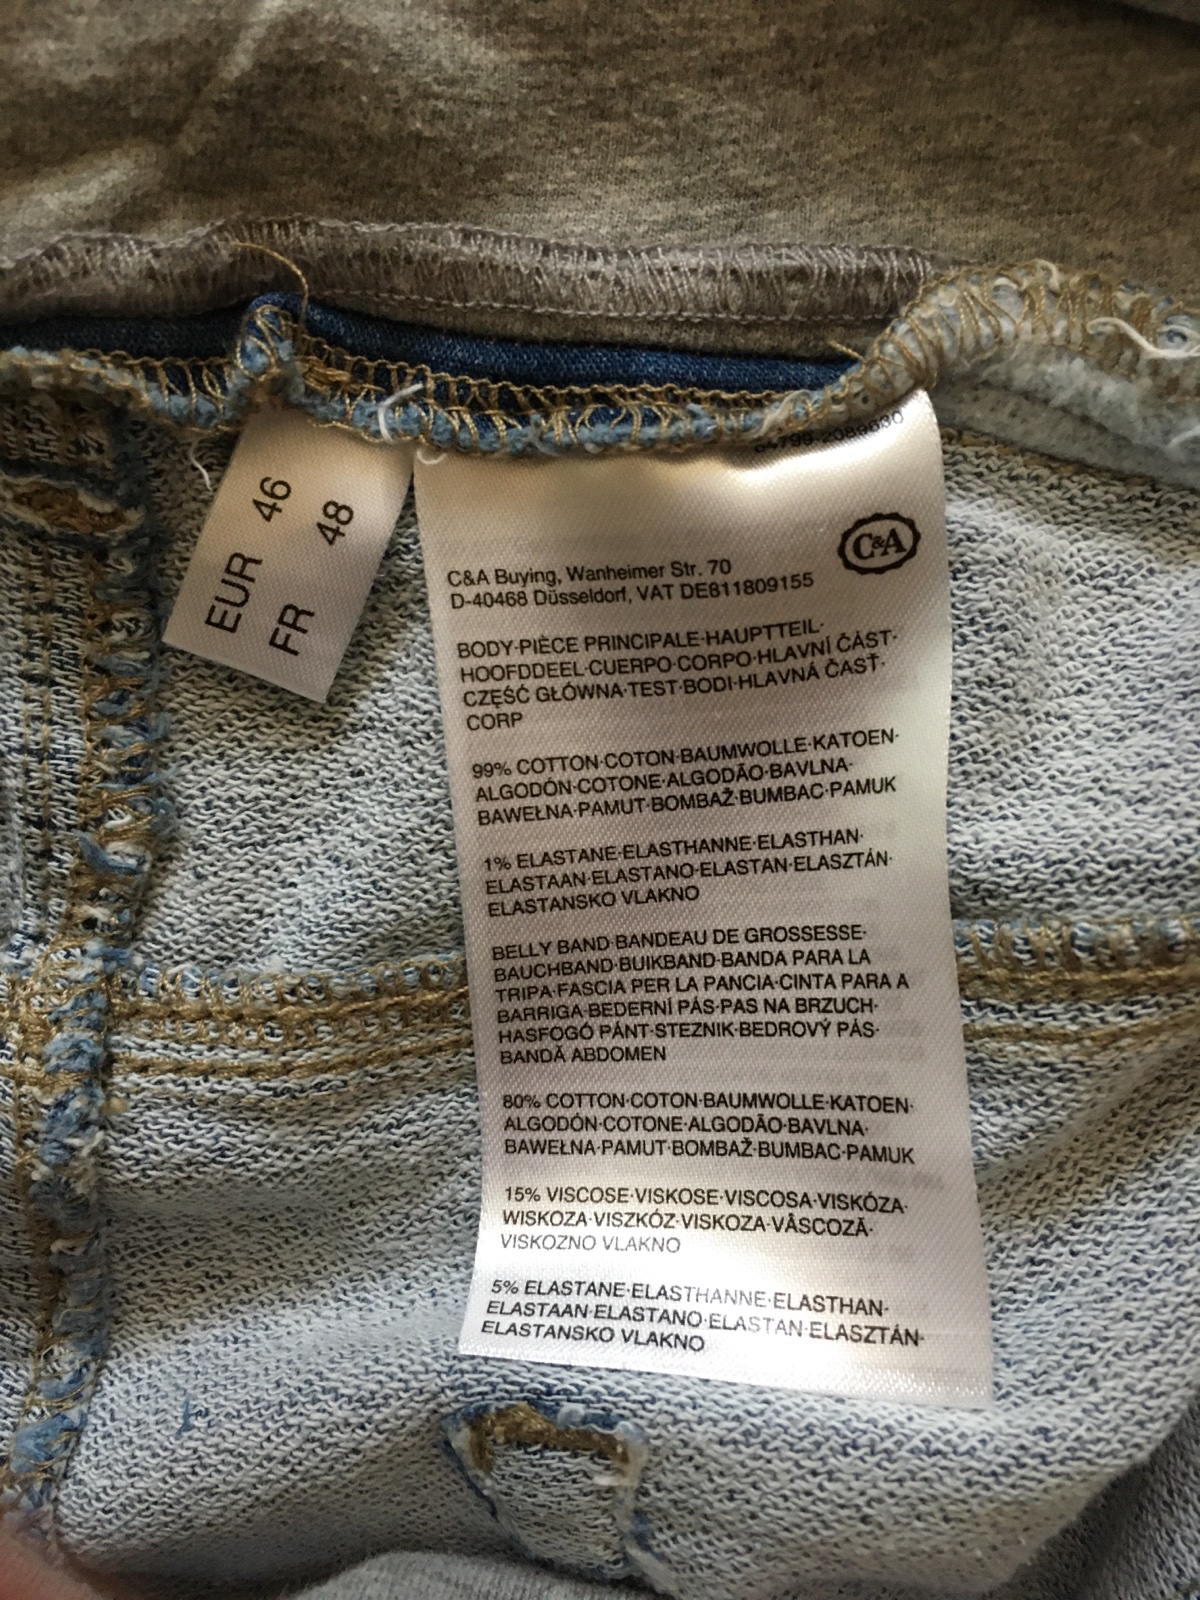 EUR 46
FR 48
C&A
C&A Buying, Wanheimer Str. 70
D-40468 Düsseldorf, VAT DE811809155
BODY·PIÈCE PRINCIPALE·HAUPTTEIL·
HOOFDDEEL·CUERPO·CORPO·HLAVNÍ ČÁST·
CZĘŚĆ GŁÓWNA·TEST·BODI·HLAVNÁ ČASŤ·
CORP
99% COTTON·COTON·BAUMWOLLE·KATOEN·
ALGODÓN·COTONE·ALGODÃO·BAVLNA·
BAWEŁNA·PAMUT·BOMBAŽ·BUMBAC·PAMUK
1% ELASTANE·ELASTHANNE·ELASTHAN·
ELASTAAN·ELASTANO·ELASTAN·ELASZTÁN·
ELASTANSKO VLAKNO
BELLY BAND·BANDEAU DE GROSSESSE·
BAUCHBAND·BUIKBAND·BANDA PARA LA
TRIPA·FASCIA PER LA PANCIA·CINTA PARA A
BARRIGA·BEDERNÍ PÁS·PAS NA BRZUCH·
HASFOGÓ PÁNT·STEZNIK·BEDROVÝ PÁS·
BANDĂ ABDOMEN
80% COTTON·COTON·BAUMWOLLE·KATOEN·
ALGODÓN·COTONE·ALGODÃO·BAVLNA·
BAWEŁNA·PAMUT·BOMBAŽ·BUMBAC·PAMUK
15% VISCOSE·VISKOSE·VISCOSA·VISKÓZA·
WISKOZA·VISZKÓZ·VISKOZA·VÂSCOZĂ·
VISKOZNO VLAKNO
5% ELASTANE·ELASTHANNE·ELASTHAN·
ELASTAAN·ELASTANO·ELASTAN·ELASZTÁN·
ELASTANSKO VLAKNO